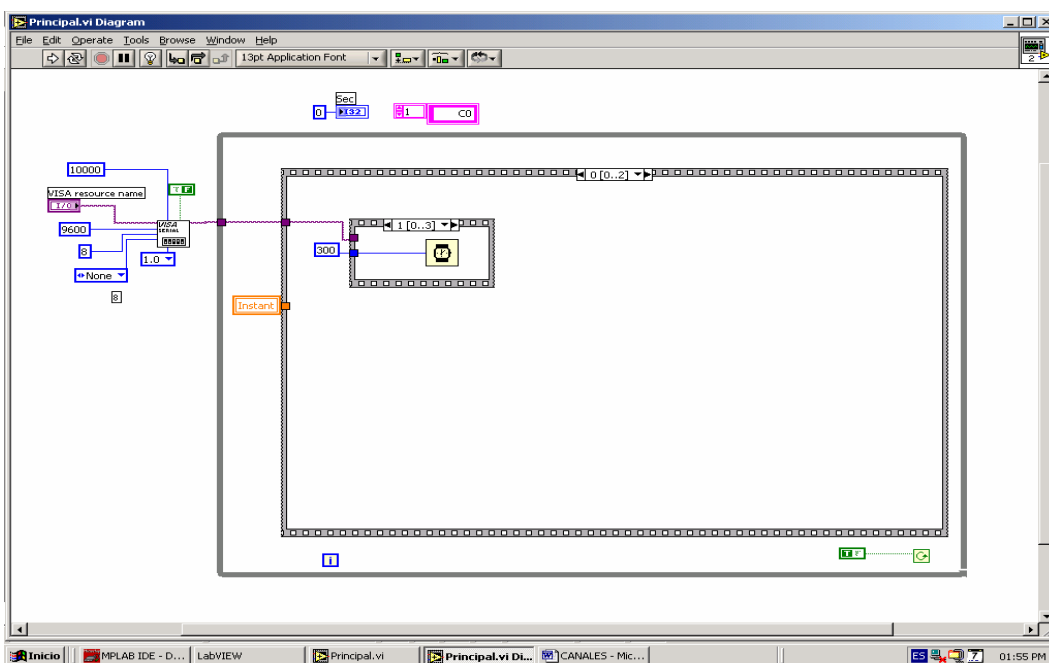 Principal.vi Diagram
File Edit Operate Tools Browse Window Help
13pt Application Font
2
Sec
0 I32 1 C0
10000
VISA resource name
T F
I/O
0 [0..2]
VISA
SERIAL
9600
1 [0..3]
8
300
1.0
None
8
Instant
i
T F
Inicio MPLAB IDE - D... LabVIEW Principal.vi Principal.vi Di... CANALES - Mic... ES 7 01:55 PM